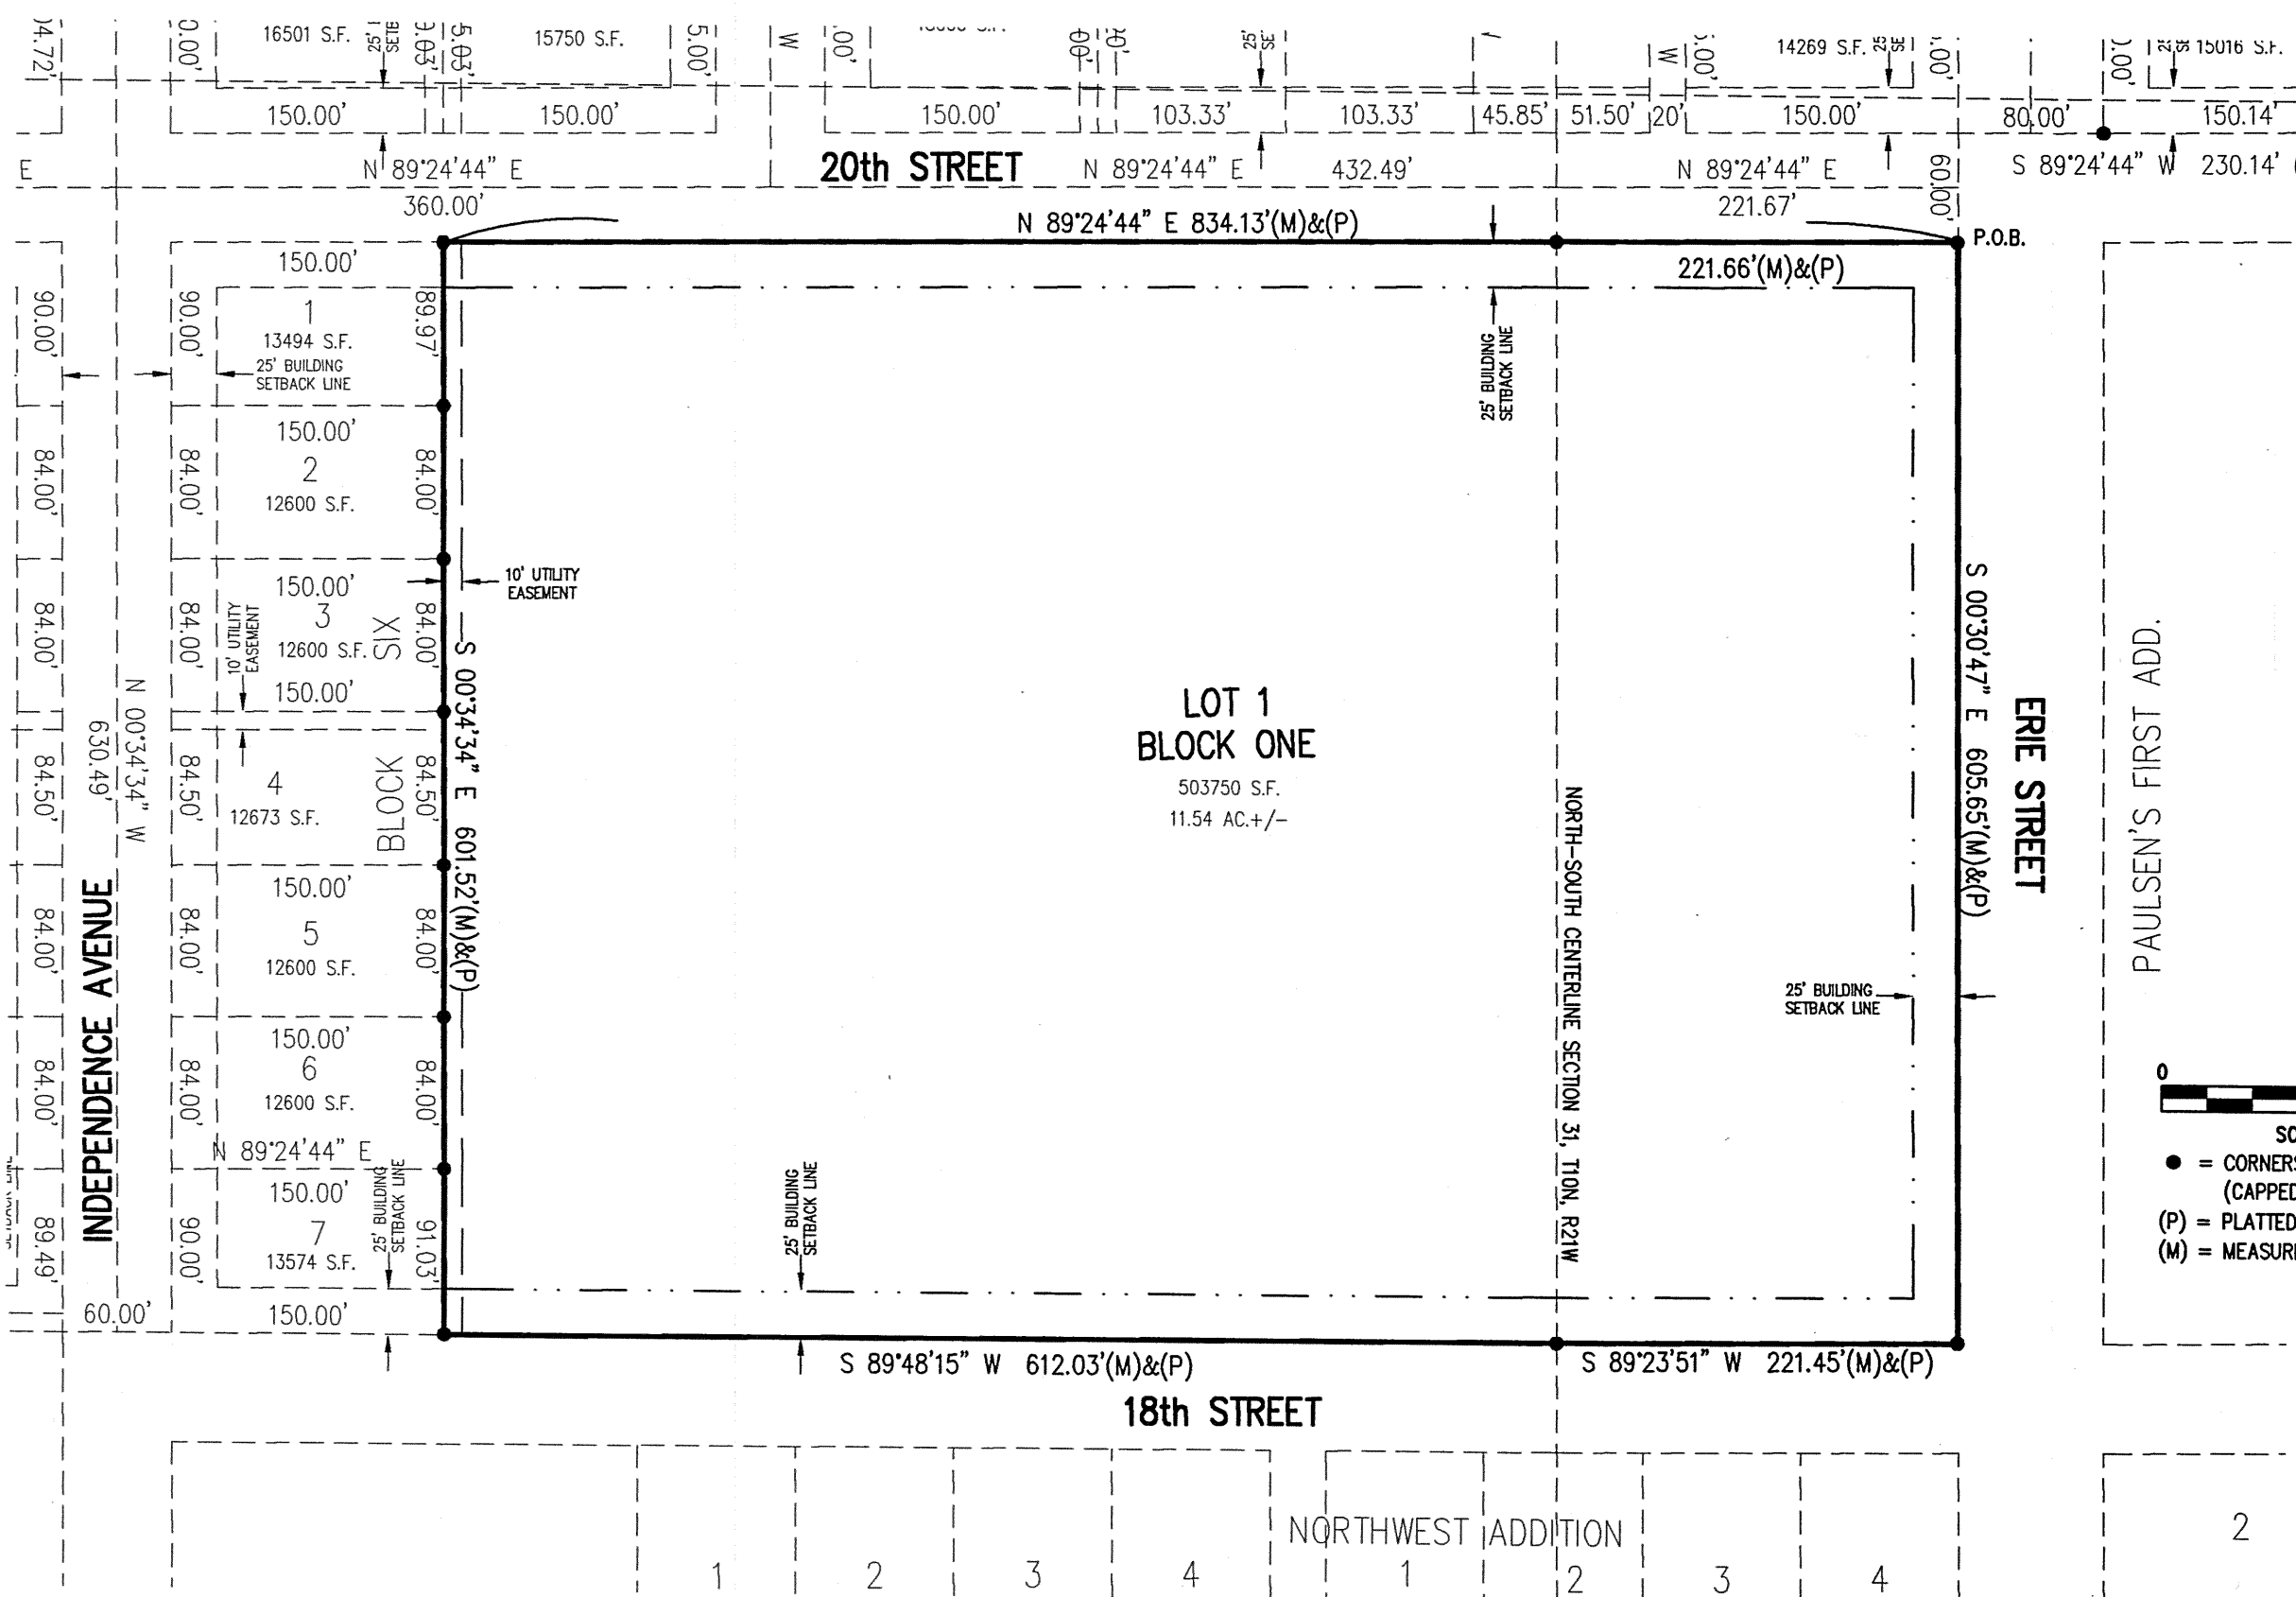 16501 S.F.
15750 S.F.
5.00'
W
W
14269 S.F.
15016 S.F.
150.00'
150.00'
150.00'
103.33'
103.33'
45.85'
51.50'
20'
150.00'
80.00'
150.14'
E
N 89°24'44" E
360.00'
20th STREET
N 89°24'44" E
432.49'
N 89°24'44" E
221.67'
60.00'
S 89°24'44" W 230.14'
N 89°24'44" E 834.13'(M)&(P)
221.66'(M)&(P)
P.O.B.
25' BUILDING
SETBACK LINE
150.00'
90.00'
90.00'
1
13494 S.F.
89.97'
25' BUILDING
SETBACK LINE
150.00'
84.00'
84.00'
2
12600 S.F.
84.00'
10' UTILITY
EASEMENT
150.00'
84.00'
84.00'
3
12600 S.F.
84.00'
10' UTILITY
EASEMENT
150.00'
BLOCK SIX
84.50'
84.50'
4
12673 S.F.
84.50'
150.00'
84.00'
84.00'
5
12600 S.F.
84.00'
150.00'
84.00'
84.00'
6
12600 S.F.
84.00'
N 89°24'44" E
150.00'
89.49'
90.00'
7
13574 S.F.
91.03'
25' BUILDING
SETBACK LINE
60.00'
150.00'
INDEPENDENCE AVENUE
N 00°34'34" W
630.49'
S 00°34'34" E 601.52'(M)&(P)
LOT 1
BLOCK ONE
503750 S.F.
11.54 AC.+/-
NORTH-SOUTH CENTERLINE SECTION 31, T10N, R21W
25' BUILDING
SETBACK LINE
25' BUILDING
SETBACK LINE
S 00°30'47" E 605.65'(M)&(P)
ERIE STREET
PAULSEN'S FIRST ADD.
0
● = CORNERS
(CAPPED
(P) = PLATTED
(M) =
S 89°48'15" W 612.03'(M)&(P)
S 89°23'51" W 221.45'(M)&(P)
18th STREET
NORTHWEST ADDITION
1
2
3
4
1
2
3
4
2